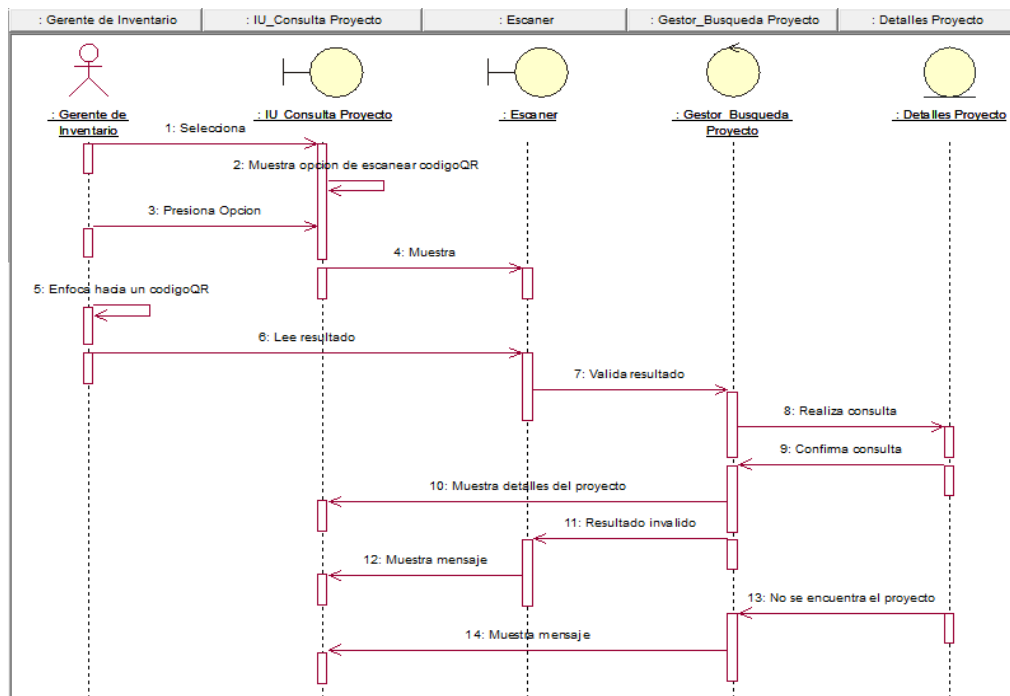 : Gerente de Inventario
: IU_Consulta Proyecto
: Escaner
: Gestor_Busqueda Proyecto
: Detalles Proyecto
: Gerente de
Inventario
: IU_Consulta Proyecto
: Escaner
: Gestor_Busqueda
Proyecto
: Detalles Proyecto
1: Selecciona
2: Muestra opcion de escanear codigoQR
3: Presiona Opcion
4: Muestra
5: Enfoca hacia un codigoQR
6: Lee resultado
7: Valida resultado
8: Realiza consulta
9: Confirma consulta
10: Muestra detalles del proyecto
11: Resultado invalido
12: Muestra mensaje
13: No se encuentra el proyecto
14: Muestra mensaje